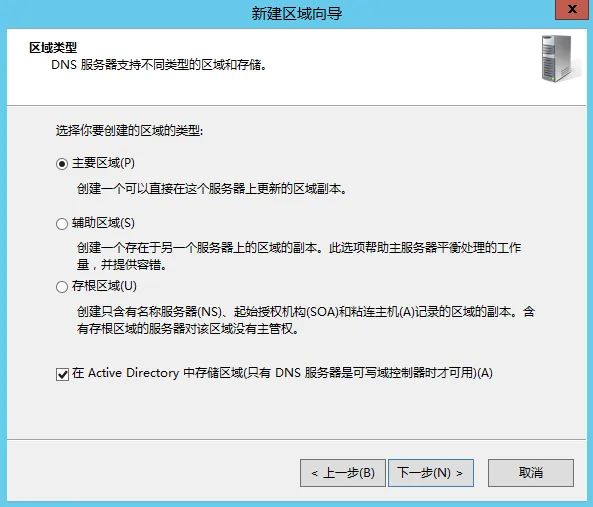 新建区域向导
x
区域类型
DNS 服务器支持不同类型的区域和存储。
选择你要创建的区域的类型:
主要区域(P)
创建一个可以直接在这个服务器上更新的区域副本。
辅助区域(S)
创建一个存在于另一个服务器上的区域的副本。此选项帮助主服务器平衡处理的工作
量，并提供容错。
存根区域(U)
创建只含有名称服务器(NS)、起始授权机构(SOA)和粘连主机(A)记录的区域的副本。含
有存根区域的服务器对该区域没有主管权。
在 Active Directory 中存储区域(只有 DNS 服务器是可写域控制器时才可用)(A)
< 上一步(B)
下一步(N) >
取消